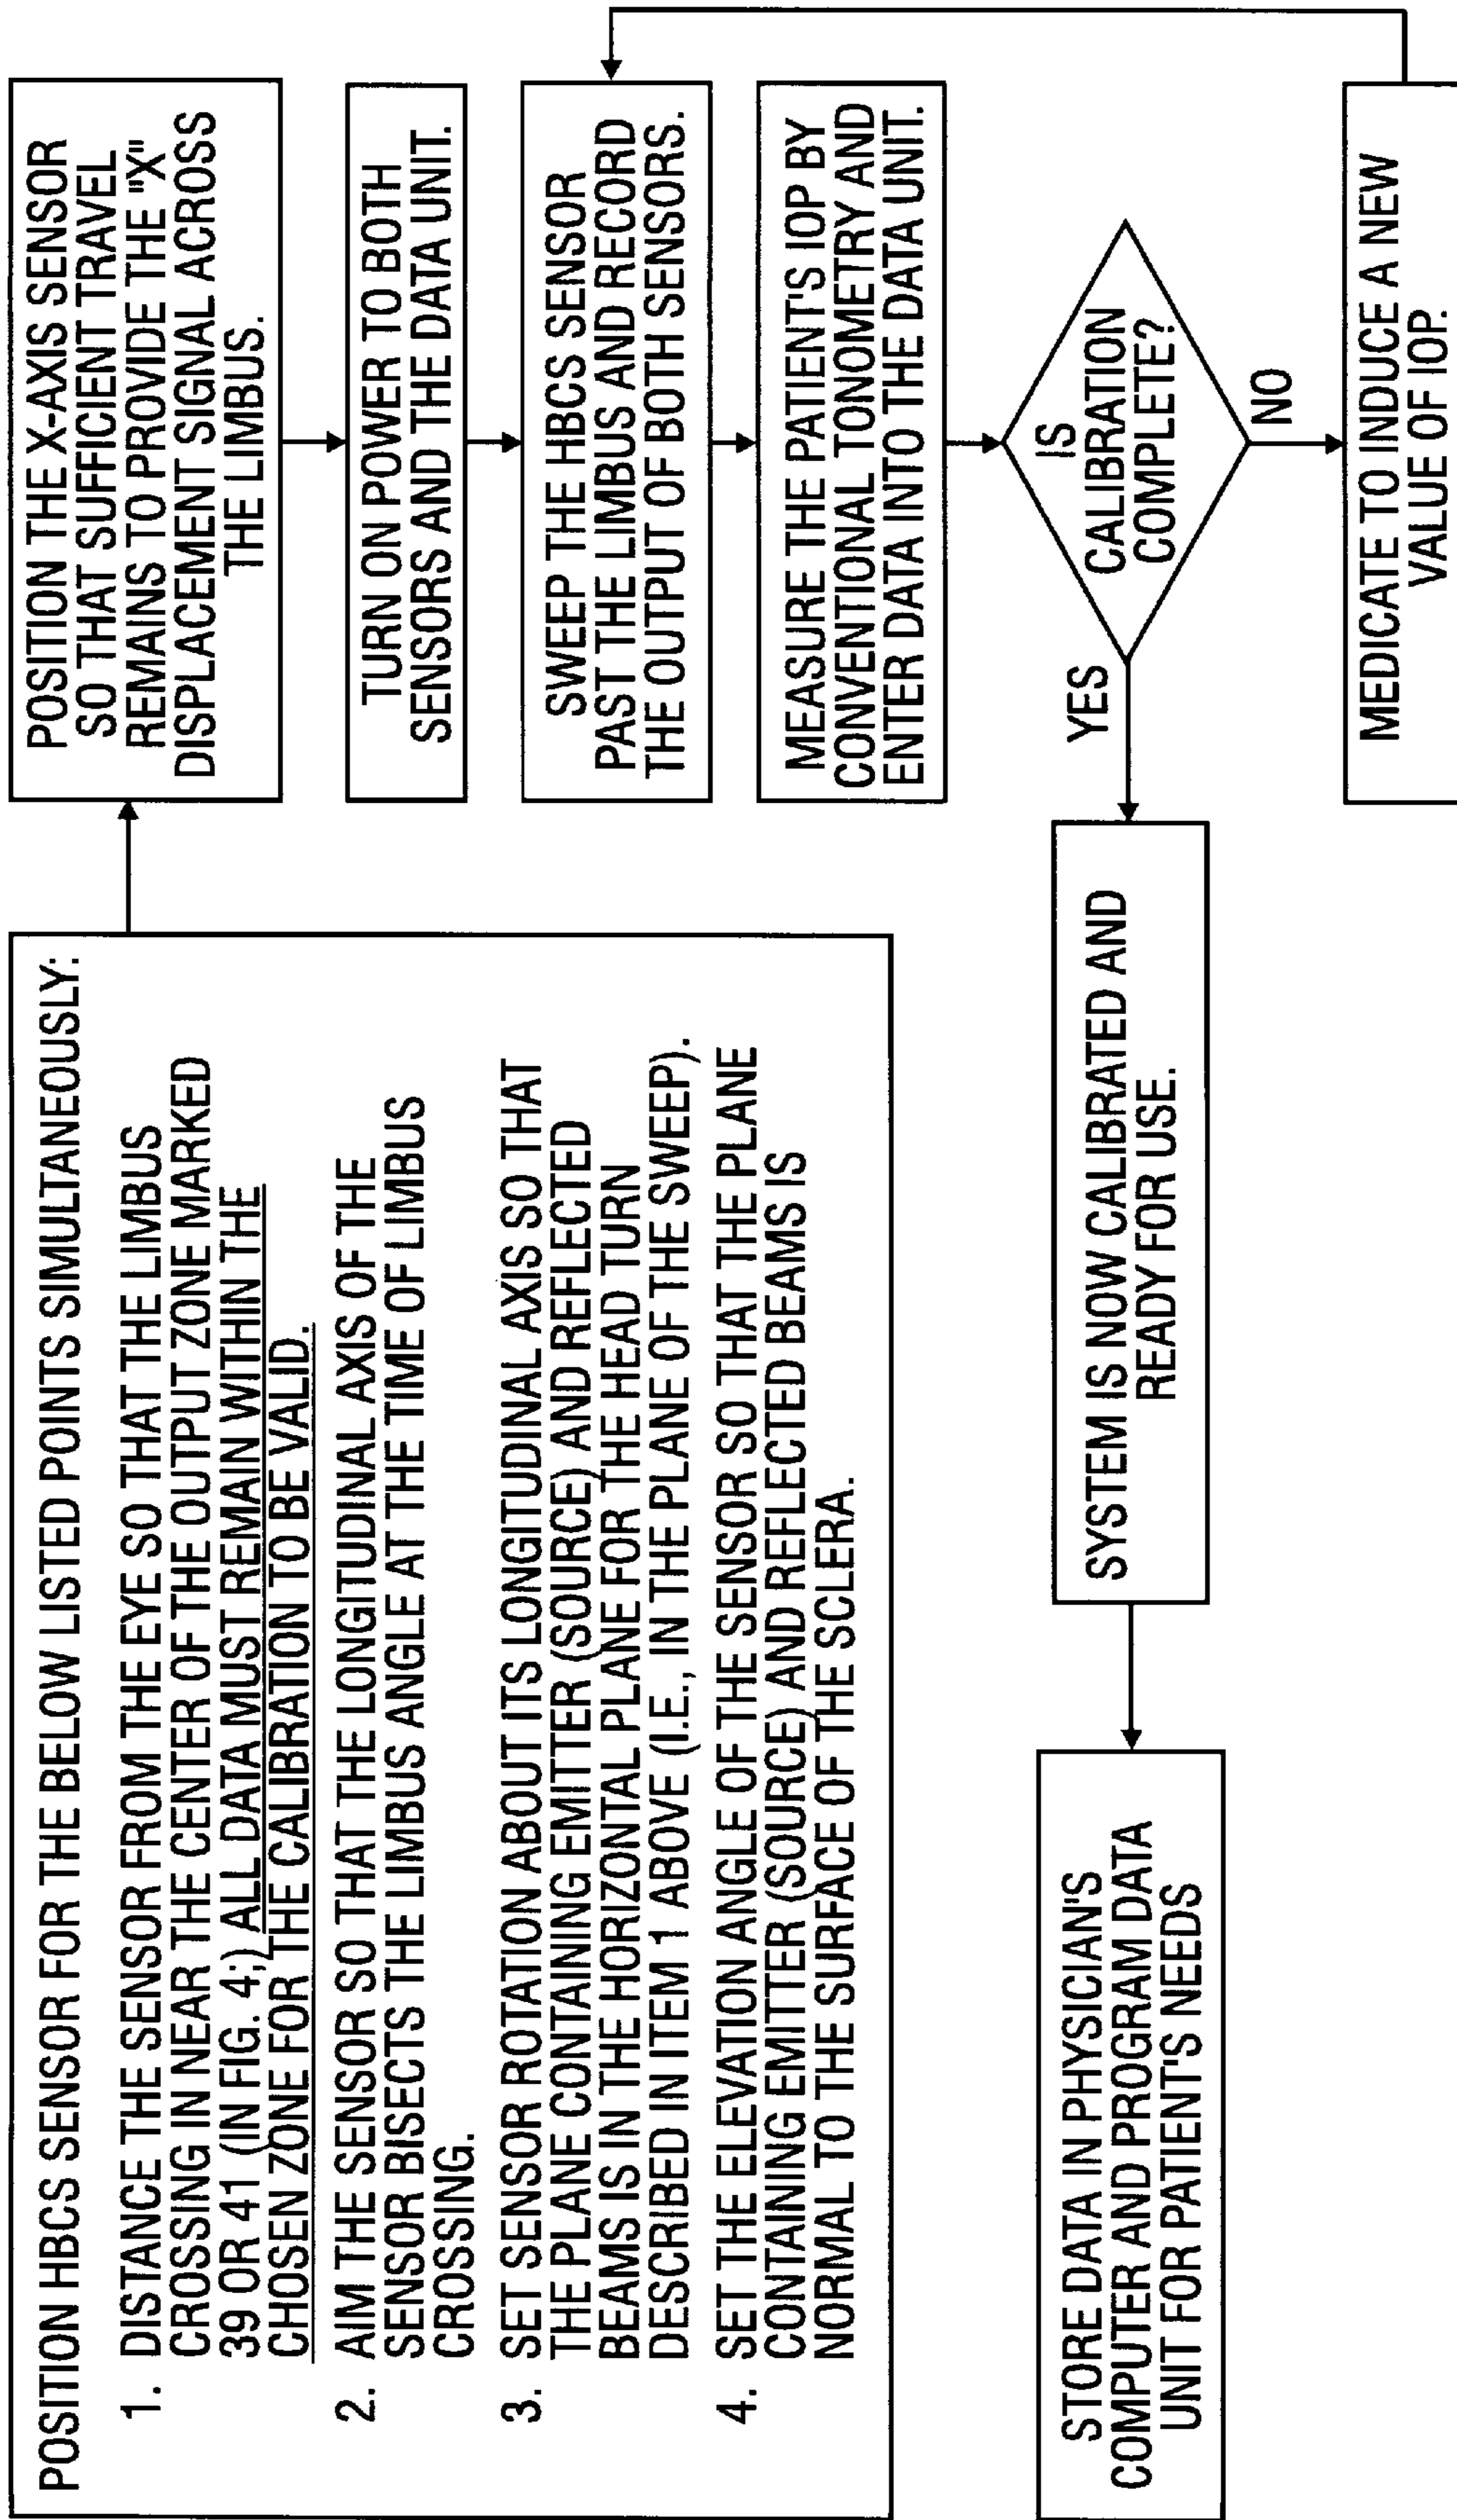 POSITION HBCS SENSOR FOR THE BELOW LISTED POINTS SIMULTANEOUSLY:
1. DISTANCE THE SENSOR FROM THE EYE SO THAT THE LIMBUS
CROSSING IN NEAR THE CENTER OF THE OUTPUT ZONE MARKED
39 OR 41 (IN FIG. 4;) ALL DATA MUST REMAIN WITHIN THE
CHOSEN ZONE FOR THE CALIBRATION TO BE VALID.
2. AIM THE SENSOR SO THAT THE LONGITUDINAL AXIS OF THE
SENSOR BISECTS THE LIMBUS ANGLE AT THE TIME OF LIMBUS
CROSSING.
3. SET SENSOR ROTATION ABOUT ITS LONGITUDINAL AXIS SO THAT
THE PLANE CONTAINING EMITTER (SOURCE) AND REFLECTED
BEAMS IS IN THE HORIZONTAL PLANE FOR THE HEAD TURN
DESCRIBED IN ITEM 1 ABOVE (I.E., IN THE PLANE OF THE SWEEP).
4. SET THE ELEVATION ANGLE OF THE SENSOR SO THAT THE PLANE
CONTAINING EMITTER (SOURCE) AND REFLECTED BEAMS IS
NORMAL TO THE SURFACE OF THE SCLERA.
POSITION THE X-AXIS SENSOR
SO THAT SUFFICIENT TRAVEL
REMAINS TO PROVIDE THE "X"
DISPLACEMENT SIGNAL ACROSS
THE LIMBUS.
TURN ON POWER TO BOTH
SENSORS AND THE DATA UNIT.
SWEEP THE HBCS SENSOR
PAST THE LIMBUS AND RECORD
THE OUTPUT OF BOTH SENSORS.
MEASURE THE PATIENT'S IOP BY
CONVENTIONAL TONOMETRY AND
ENTER DATA INTO THE DATA UNIT.
IS
CALIBRATION
COMPLETE?
NO
MEDICATE TO INDUCE A NEW
VALUE OF IOP.
YES
SYSTEM IS NOW CALIBRATED AND
READY FOR USE.
STORE DATA IN PHYSICIAN'S
COMPUTER AND PROGRAM DATA
UNIT FOR PATIENT'S NEEDS